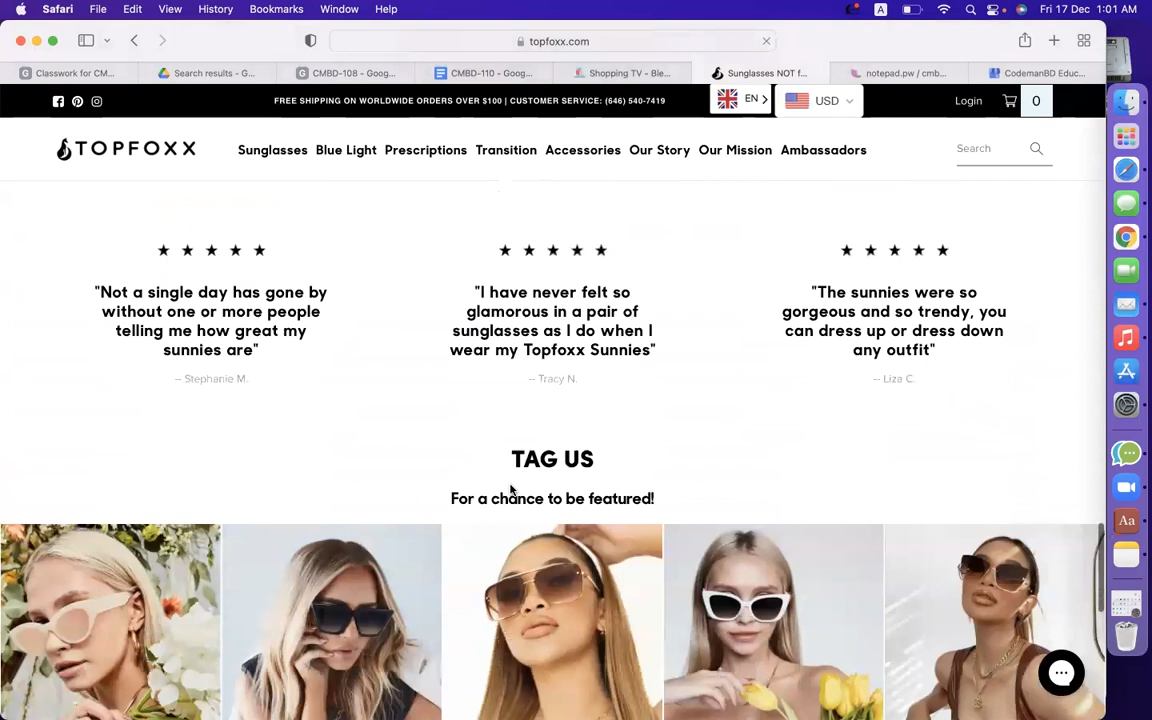 Safari File Edit View History Bookmarks Window Help A Fri 17 Dec 1:01 AM
topfoxx.com
Classwork for CM... Search results - G... CMBD-108 - Goog... CMBD-110 - Goog... Shopping TV - Ble... Sunglasses NOT f... notepad.pw / cmb... CodemanBD Educ...
FREE SHIPPING ON WORLDWIDE ORDERS OVER $100 | CUSTOMER SERVICE: (646) 540-7419 EN USD Login 0
TOPFOXX Sunglasses Blue Light Prescriptions Transition Accessories Our Story Our Mission Ambassadors Search
"Not a single day has gone by
without one or more people
telling me how great my
sunnies are"
-- Stephanie M.
"I have never felt so
glamorous in a pair of
sunglasses as I do when I
wear my Topfoxx Sunnies"
-- Tracy N.
"The sunnies were so
gorgeous and so trendy, you
can dress up or dress down
any outfit"
-- Liza C.
TAG US
For a chance to be featured!
Aa